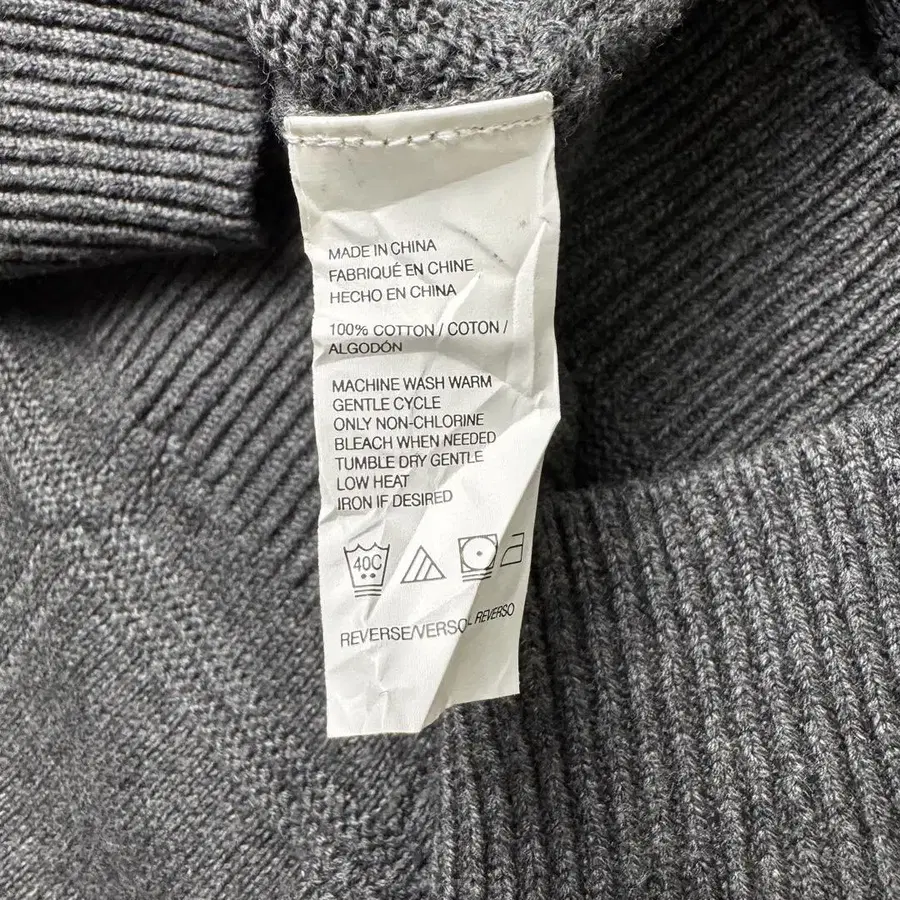 MADE IN CHINA
FABRIQUÉ EN CHINE
HECHO EN CHINA
100% COTTON / COTON /
ALGODÓN
MACHINE WASH WARM
GENTLE CYCLE
ONLY NON-CHLORINE
BLEACH WHEN NEEDED
TUMBLE DRY GENTLE
LOW HEAT
IRON IF DESIRED
40C
REVERSE/VERSO REVERSO